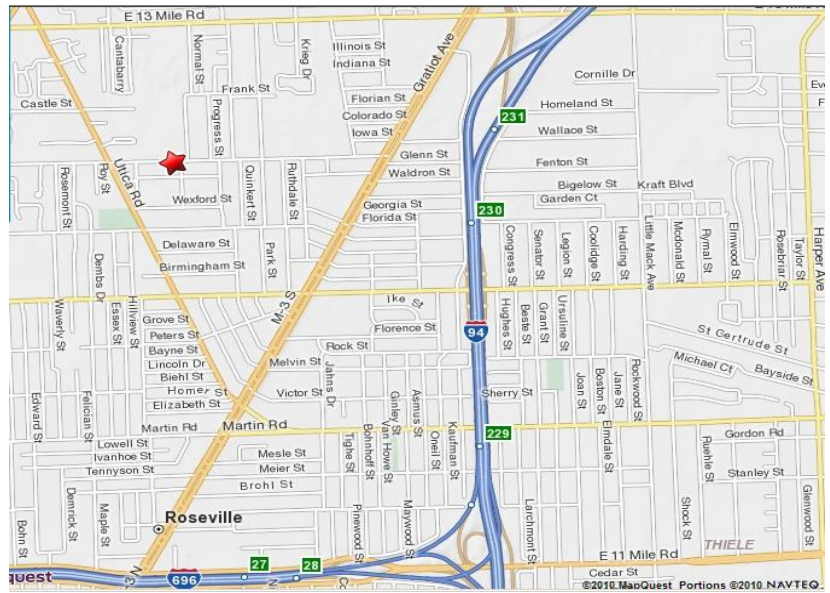 E 13 Mile Rd
Cantabarry
Normal St
Krieg Dr
Illinois St
Indiana St
Gratiot Ave
Cornille Dr
Castle St
Frank St
Florian St
Progress St
Colorado St
Homeland St
231
Iowa St
Wallace St
Glenn St
Fenton St
Rosemont St
Roy St
Utica Rd
Quinkert St
Ruthdale St
Waldron St
Bigelow St
Kraft Blvd
Wexford St
Garden Ct
Georgia St
230
Florida St
Delaware St
Park St
Congress St
Senator St
Legion St
Coolidge St
Harding St
Little Mack Ave
Mcdonald St
Rymal St
Elmwood St
Rosebriar St
Taylor St
Harper Ave
Dembs Dr
Birmingham St
Waverly St
Essex St
Hillview St
M-3 S
Ike St
Hughes St
Beste St
Grant St
Ursuline St
Grove St
Peters St
Florence St
94
St Gertrude St
Bayne St
Rock St
Lincoln Dr
Melvin St
Michael Ct
Bayside St
Biehl St
Homer St
Victor St
Jahns Dr
Sherry St
Joan St
Boston St
Jane St
Rockwood St
Edward St
Felician St
Elizabeth St
Ginley St
Asmus St
Martin Rd
Martin Rd
Kaufman St
229
Gordon Rd
Lowell St
Ivanhoe St
Tennyson St
Mesle St
Meier St
Tighe St
Bohnhoff St
Van Howe St
Oneil St
Elmdale St
Ruehle St
Stanley St
Brohl St
Bohn St
Demrick St
Maple St
Roseville
Pinewood St
Maywood St
Larchmont St
Shock St
Glenwood St
THIELE
E 11 Mile Rd
27
28
quest
696
-3 N
Cedar St
©2010 MapQuest Portions ©2010 NAVTEQ